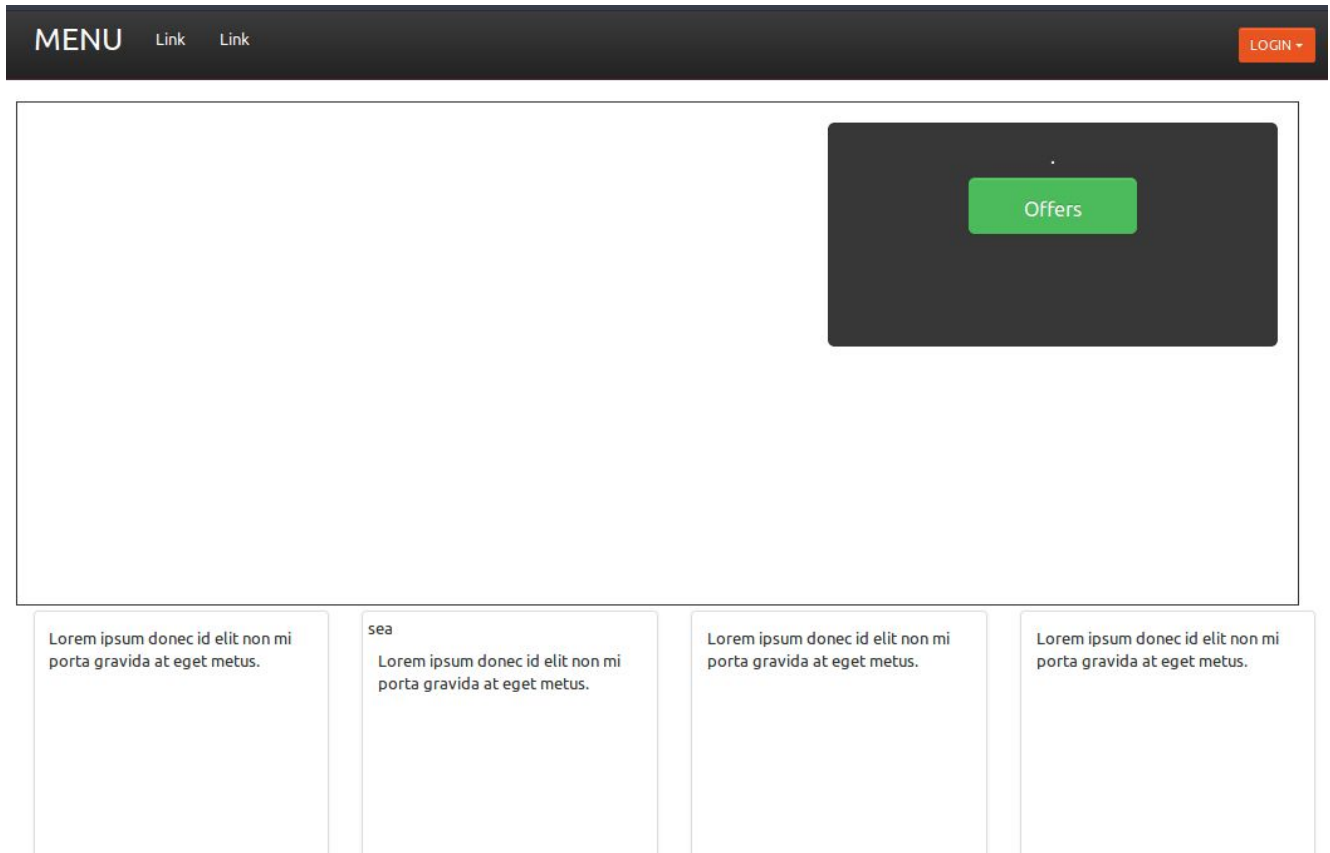 MENU Link Link LOGIN
.
Offers
Lorem ipsum donec id elit non mi
porta gravida at eget metus.
sea
Lorem ipsum donec id elit non mi
porta gravida at eget metus.
Lorem ipsum donec id elit non mi
porta gravida at eget metus.
Lorem ipsum donec id elit non mi
porta gravida at eget metus.